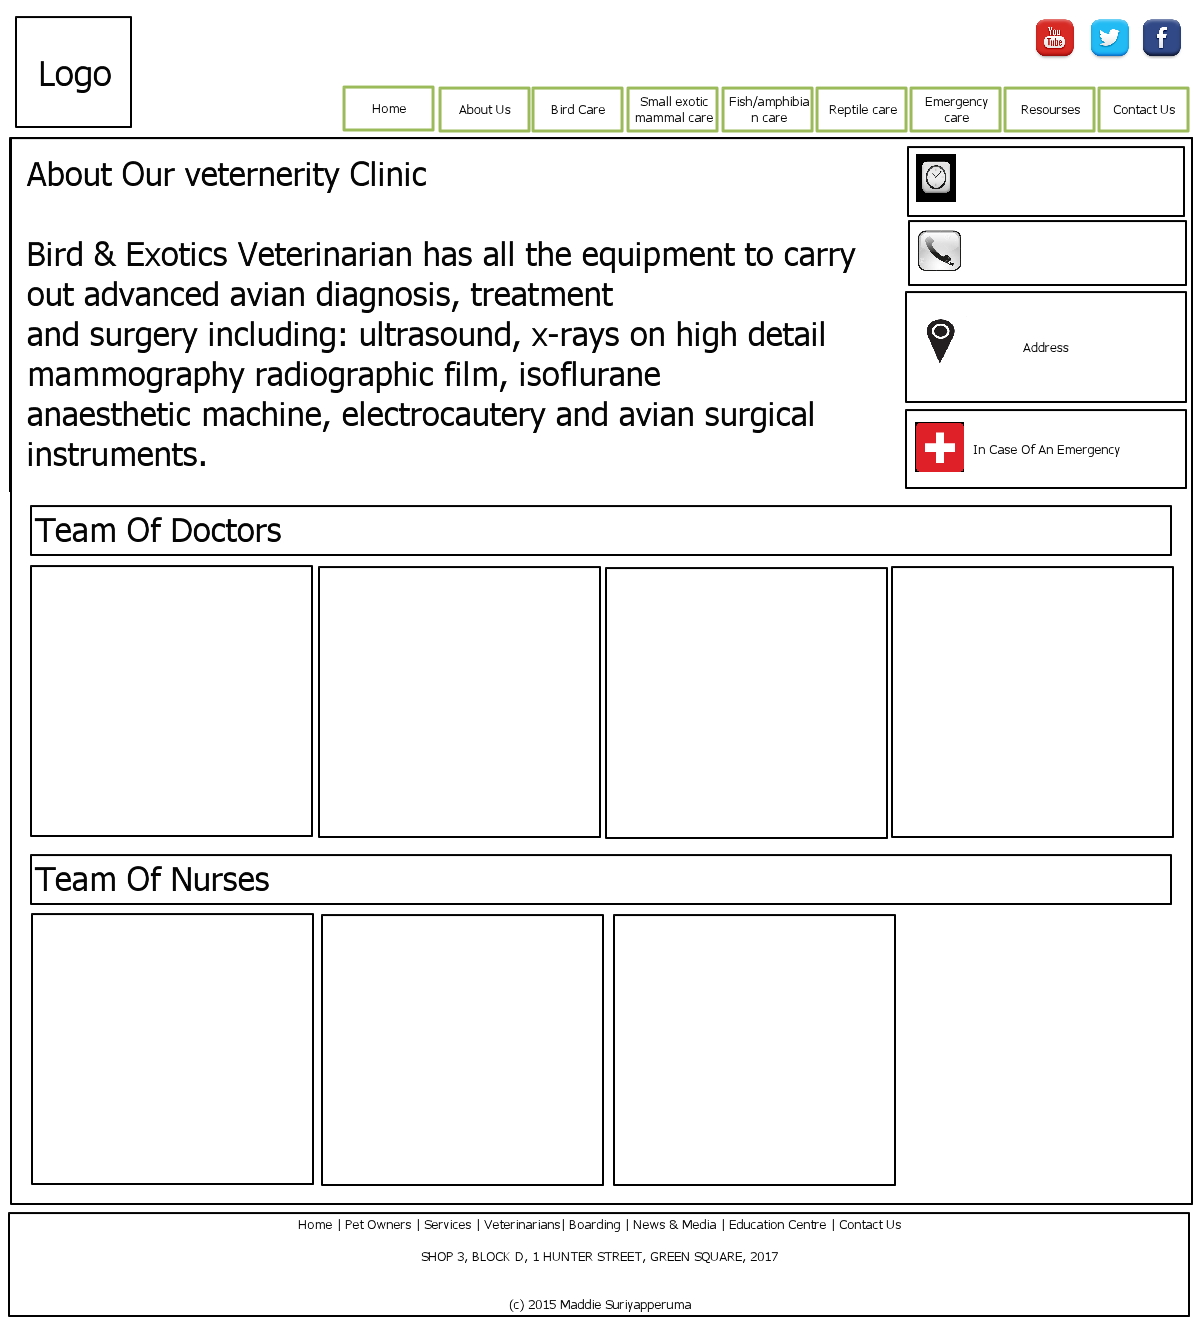 Logo
You
Tube
Home
About Us
Bird Care
Small exotic
mammal care
Fish/amphibia
n care
Reptile care
Emergency
care
Resourses
Contact Us
About Our veternerity Clinic
Bird & Exotics Veterinarian has all the equipment to carry
out advanced avian diagnosis, treatment
and surgery including: ultrasound, x-rays on high detail
mammography radiographic film, isoflurane
anaesthetic machine, electrocautery and avian surgical
instruments.
Address
In Case Of An Emergency
Team Of Doctors
Team Of Nurses
Home | Pet Owners | Services | Veterinarians| Boarding | News & Media | Education Centre | Contact Us
SHOP 3, BLOCK D, 1 HUNTER STREET, GREEN SQUARE, 2017
(c) 2015 Maddie Suriyapperuma